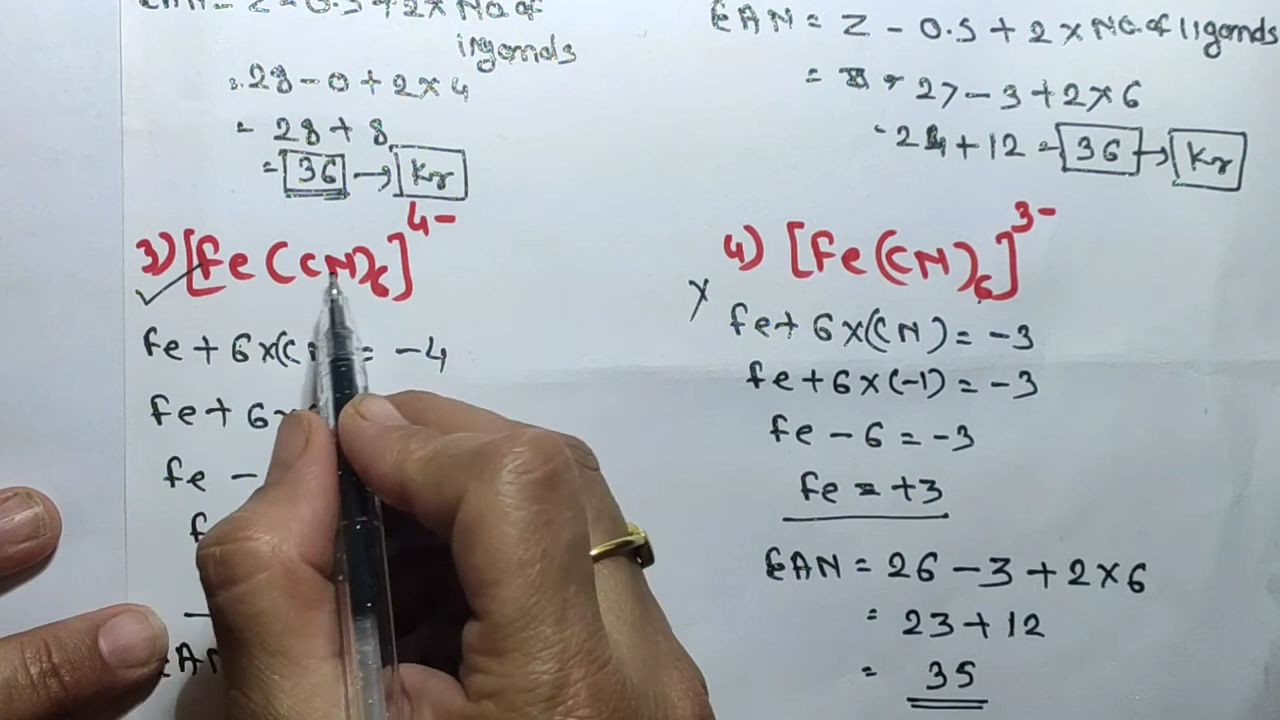 EAN = Z - 0.S + 2 × NO. of
ligands
= 28 - 0 + 2 × 4
= 28 + 8
= 36 → Kr
3) [Fe(CN)6]4-
Fe + 6×(CN = -4
Fe + 6×
Fe -
EAN
EAN = Z - 0.S + 2 × NO. of ligands
= 27 - 3 + 2×6
= 24 + 12 = 36 → Kr
4) [Fe(CN)6]3-
Fe + 6×(CN) = -3
Fe + 6×(-1) = -3
Fe - 6 = -3
Fe = +3
EAN = 26 - 3 + 2×6
= 23 + 12
= 35